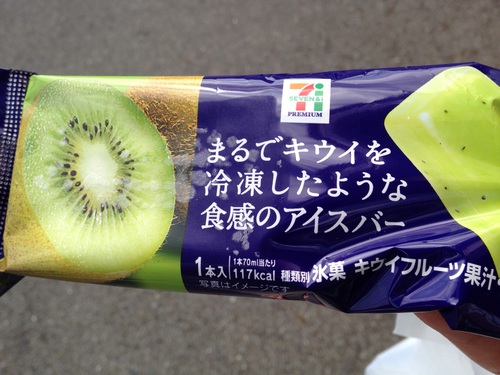 7i
SEVEN&i
PREMIUM
まるでキウイを
冷凍したような
食感のアイスバー
1本入 1本70ml当たり
117kcal 種類別 氷菓 キウイフルーツ果汁
写真はイメージです